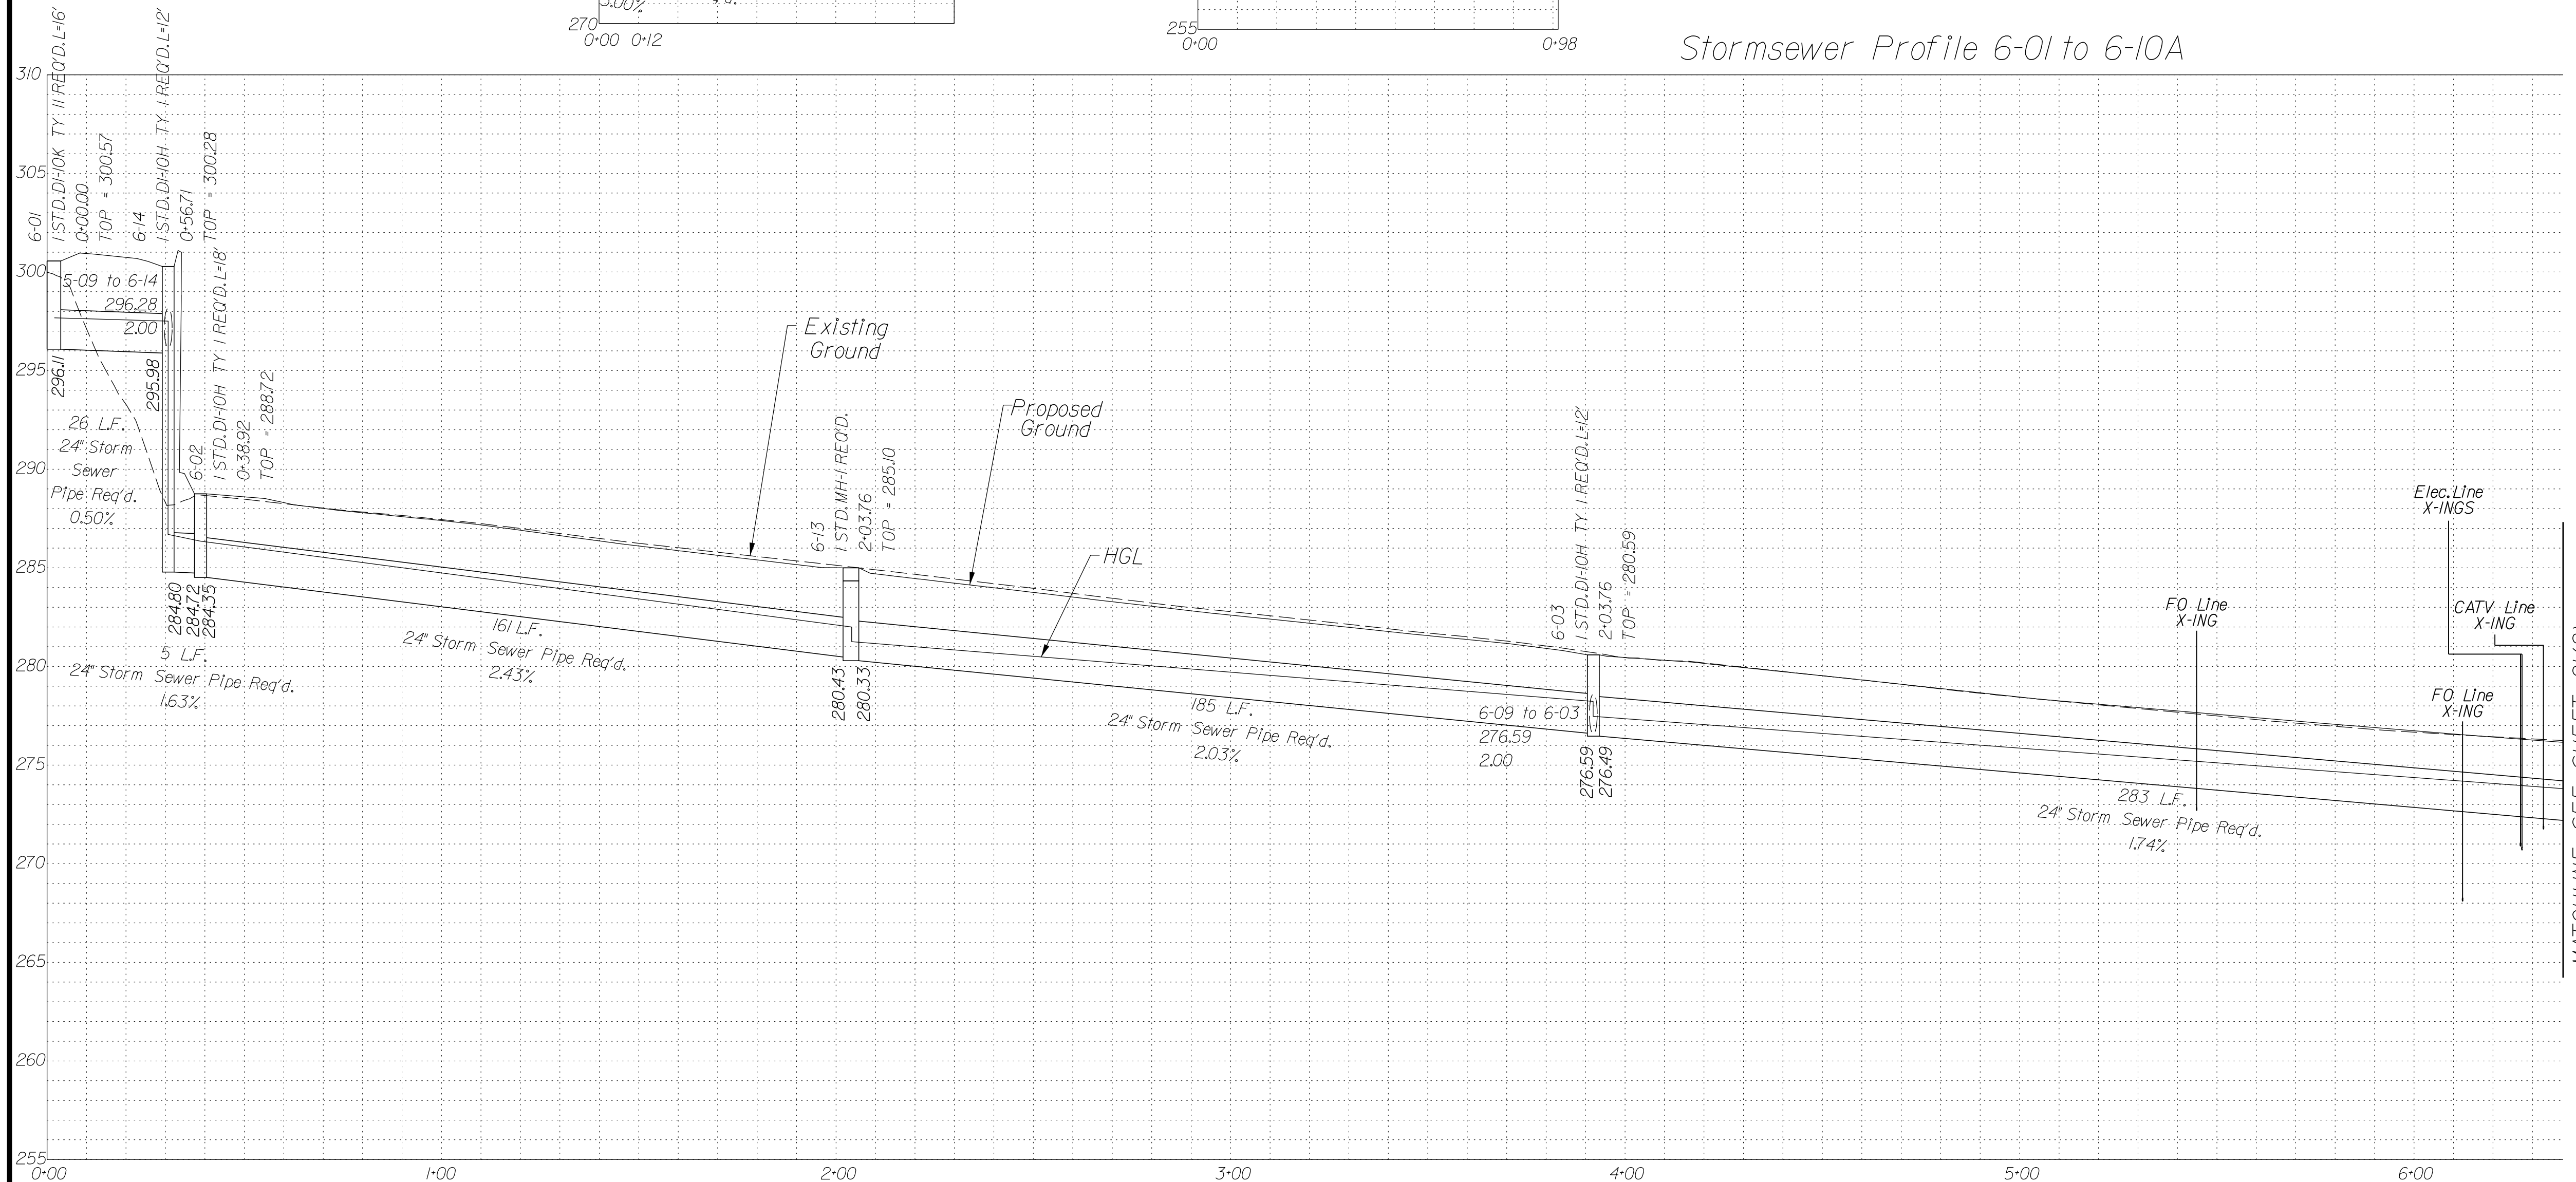 270
0+00 0+12
255
0+00
0+98
Stormsewer Profile 6-01 to 6-10A
310
305
300
295
290
285
280
275
270
265
260
255
0+00
1+00
2+00
3+00
4+00
5+00
6+00
6-01
1 STD. DI-10K TY II REQ'D. L=16'
0+00.00
TOP = 300.57
6-14
1 STD. DI-10H TY I REQ'D. L=12'
0+56.71
TOP = 300.28
5-09 to 6-14
296.28
2.00
296.11
295.98
26 L.F.
24" Storm
Sewer
Pipe Req'd.
0.50%
6-02
1 STD. DI-10H TY I REQ'D. L=18'
0+38.92
TOP = 288.72
284.80
284.72
284.35
5 L.F.
24" Storm Sewer Pipe Req'd.
1.63%
161 L.F.
24" Storm Sewer Pipe Req'd.
2.43%
Existing
Ground
6-13
1 STD. MH-1 REQ'D.
2+03.76
TOP = 285.10
280.43
280.33
Proposed
Ground
HGL
185 L.F.
24" Storm Sewer Pipe Req'd.
2.03%
6-03
1 STD. DI-10H TY I REQ'D. L=12'
2+03.76
TOP = 280.59
6-09 to 6-03
276.59
2.00
276.59
276.49
283 L.F.
24" Storm Sewer Pipe Req'd.
1.74%
FO Line
X-ING
Elec. Line
X-INGS
CATV Line
X-ING
FO Line
X-ING